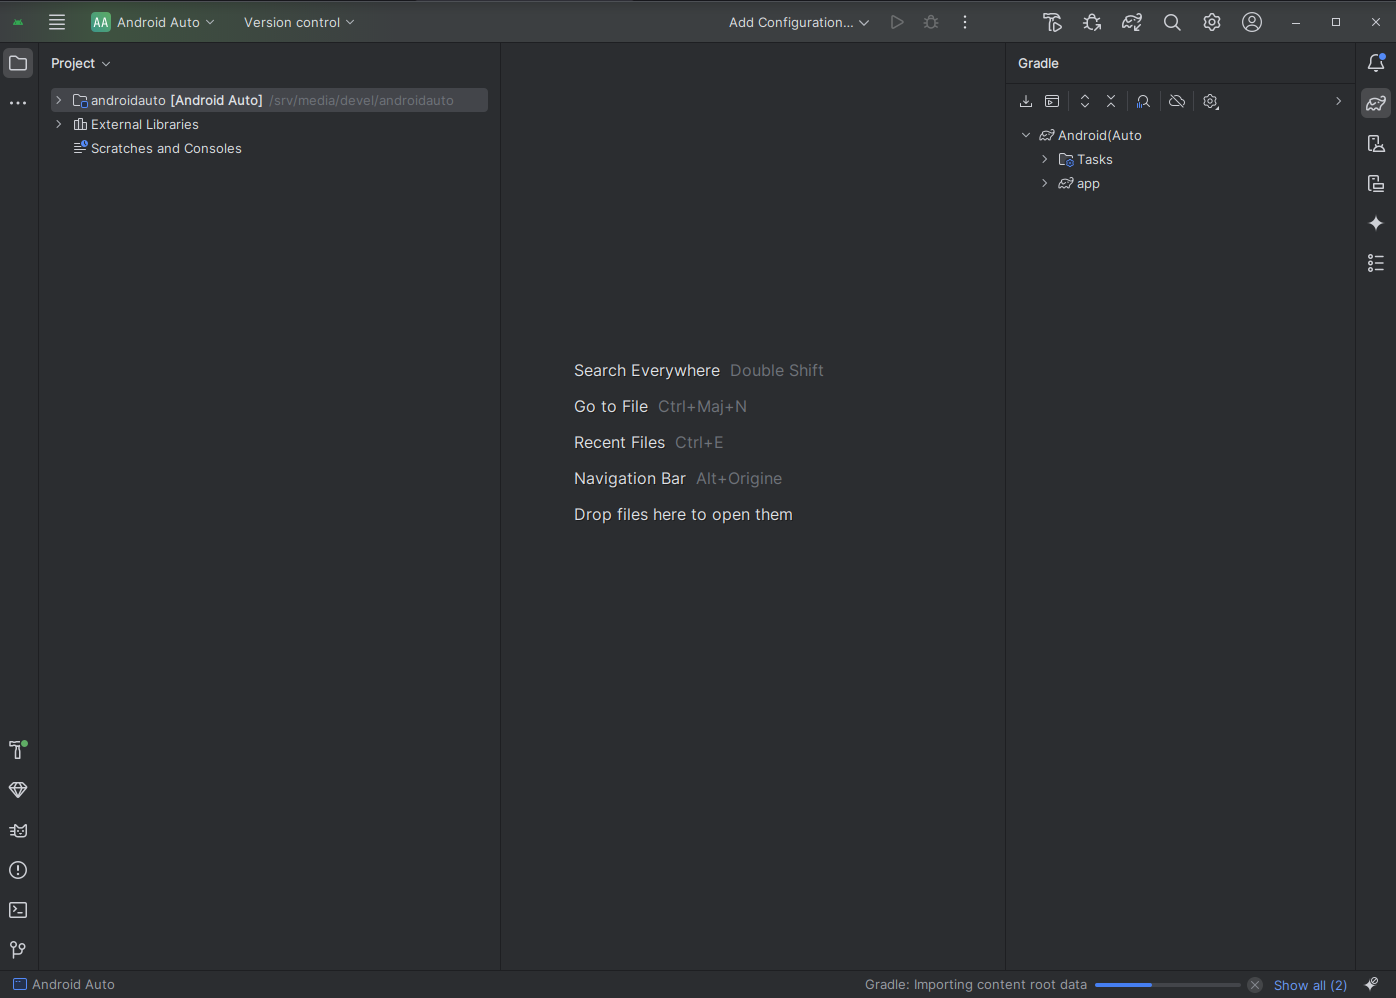 AA Android Auto Version control Add Configuration...
Project
androidauto [Android Auto] /srv/media/devel/androidauto
External Libraries
Scratches and Consoles
Search Everywhere Double Shift
Go to File Ctrl+Maj+N
Recent Files Ctrl+E
Navigation Bar Alt+Origine
Drop files here to open them
Gradle
Android(Auto
Tasks
app
Android Auto Gradle: Importing content root data Show all (2)